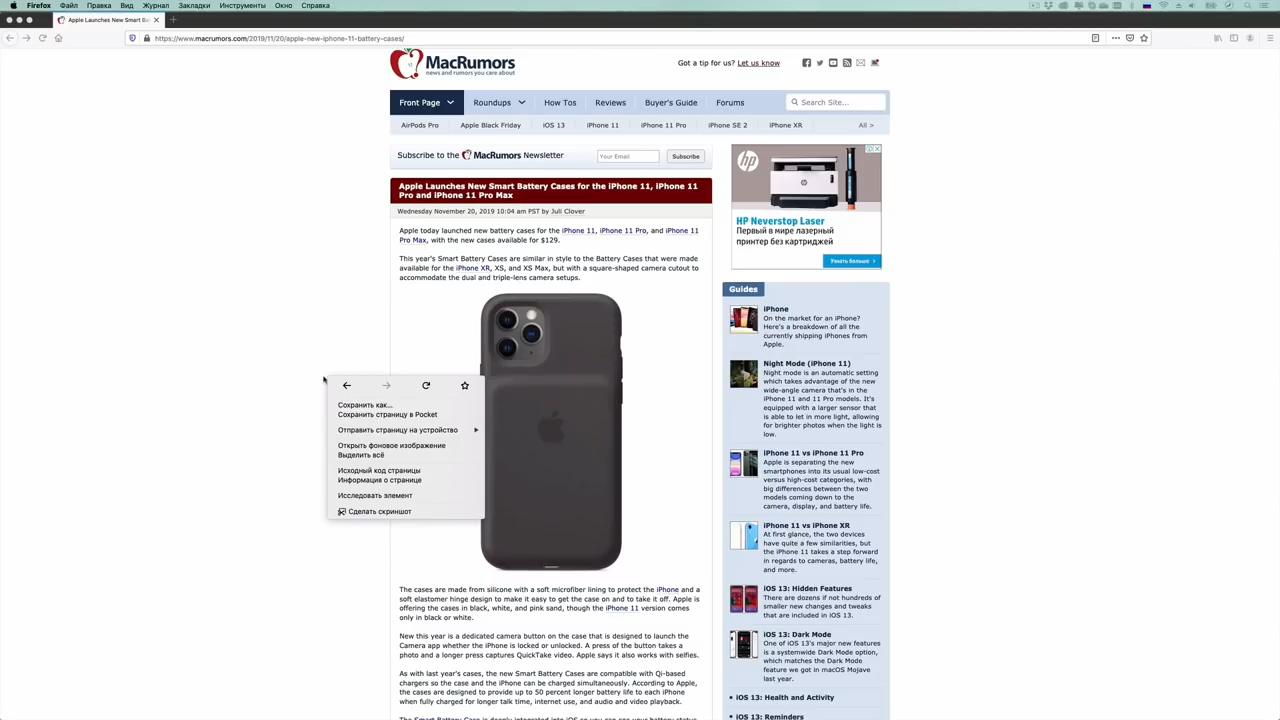 Firefox Файл Правка Вид Журнал Закладки Инструменты Окно Справка
Apple Launches New Smart Bat
https://www.macrumors.com/2019/11/20/apple-new-iphone-11-battery-cases/
MacRumors
news and rumors you care about
Got a tip for us? Let us know
Front Page Roundups How Tos Reviews Buyer's Guide Forums Search Site...
AirPods Pro Apple Black Friday iOS 13 iPhone 11 iPhone 11 Pro iPhone SE 2 iPhone XR All >
Subscribe to the MacRumors Newsletter Your Email Subscribe
Apple Launches New Smart Battery Cases for the iPhone 11, iPhone 11
Pro and iPhone 11 Pro Max
Wednesday November 20, 2019 10:04 am PST by Juli Clover
Apple today launched new battery cases for the iPhone 11, iPhone 11 Pro, and iPhone 11
Pro Max, with the new cases available for $129.
This year's Smart Battery Cases are similar in style to the Battery Cases that were made
available for the iPhone XR, XS, and XS Max, but with a square-shaped camera cutout to
accommodate the dual and triple-lens camera setups.
Сохранить как...
Сохранить страницу в Pocket
Отправить страницу на устройство
Открыть фоновое изображение
Выделить всё
Исходный код страницы
Информация о странице
Исследовать элемент
Сделать скриншот
The cases are made from silicone with a soft microfiber lining to protect the iPhone and a
soft elastomer hinge design to make it easy to get the case on and to take it off. Apple is
offering the cases in black, white, and pink sand, though the iPhone 11 version comes
only in black or white.
New this year is a dedicated camera button on the case that is designed to launch the
Camera app whether the iPhone is locked or unlocked. A press of the button takes a
photo and a longer press captures QuickTake video. Apple says it also works with selfies.
As with last year's cases, the new Smart Battery Cases are compatible with Qi-based
chargers so the case and the iPhone can be charged simultaneously. According to Apple,
the cases are designed to provide up to 50 percent longer battery life to each iPhone
when fully charged for longer talk time, internet use, and audio and video playback.
The Smart Battery Case is deeply integrated into iOS so you can see your battery status
hp
HP Neverstop Laser
Первый в мире лазерный
принтер без картриджей
Узнать больше >
Guides
iPhone
On the market for an iPhone?
Here's a breakdown of all the
currently shipping iPhones from
Apple.
Night Mode (iPhone 11)
Night mode is an automatic setting
which takes advantage of the new
wide-angle camera that's in the
iPhone 11 and 11 Pro models. It's
equipped with a larger sensor that
is able to let in more light, allowing
for brighter photos when the light is
low.
iPhone 11 vs iPhone 11 Pro
Apple is separating the new
smartphones into its usual low-cost
versus high-cost categories, with
big differences between the two
models coming down to the
camera, display, and battery life.
iPhone 11 vs iPhone XR
At first glance, the two devices
have quite a few similarities, but
the iPhone 11 takes a step forward
in regards to cameras, battery life,
and more.
iOS 13: Hidden Features
There are dozens if not hundreds of
smaller new changes and tweaks
that are included in iOS 13.
iOS 13: Dark Mode
One of iOS 13's major new features
is a systemwide Dark Mode option,
which matches the Dark Mode
feature we got in macOS Mojave
last year.
• iOS 13: Health and Activity
• iOS 13: Reminders